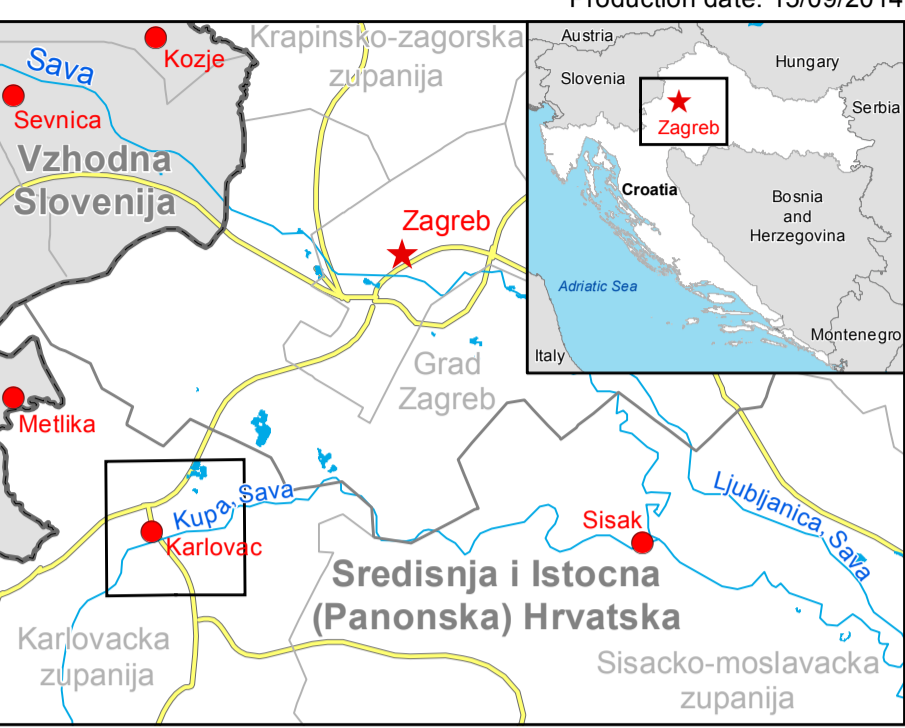 Production date: 15/09/2014
Krapinsko-zagorska
zupanija
Kozje
Sava
Sevnica
Vzhodna
Slovenija
Zagreb
Grad
Zagreb
Metlika
Kupa, Sava
Karlovac
Sisak
Ljubljanica, Sava
Sredisnja i Istocna
(Panonska) Hrvatska
Karlovacka
zupanija
Sisacko-moslavacka
zupanija
Austria
Hungary
Slovenia
Serbia
Zagreb
Croatia
Bosnia
and
Herzegovina
Adriatic Sea
Montenegro
Italy